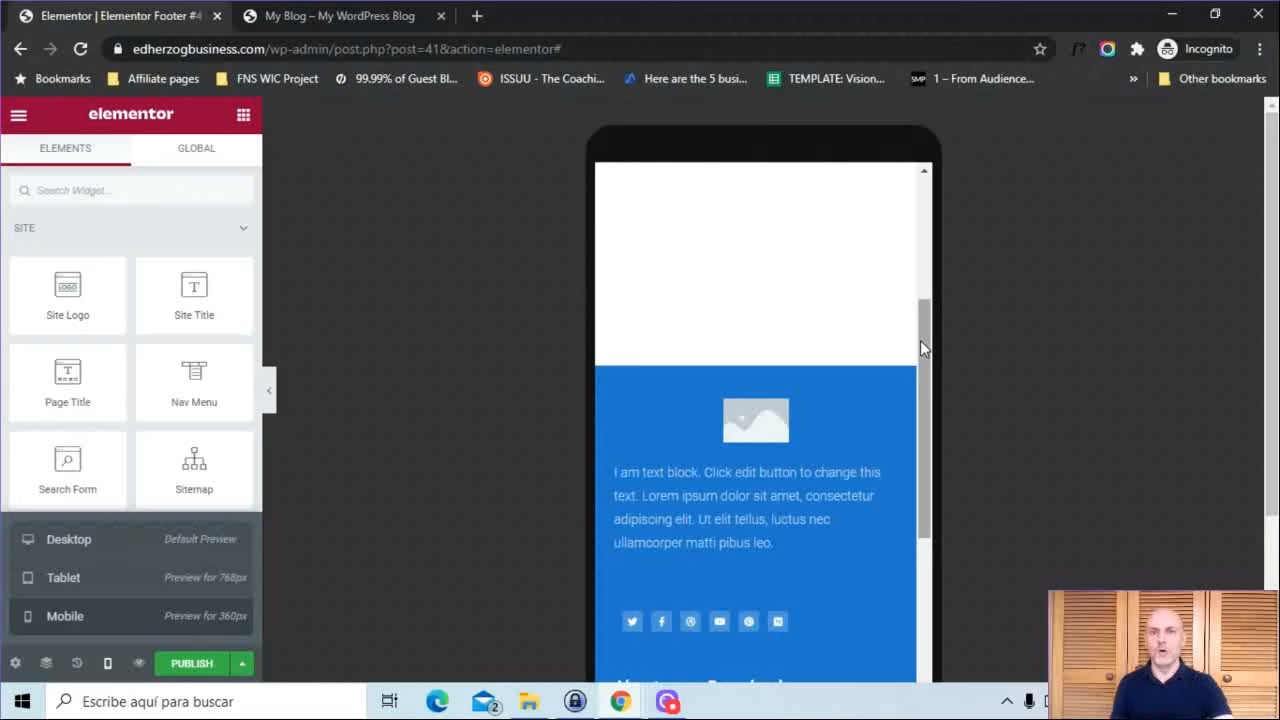 Elementor | Elementor Footer #4
My Blog – My WordPress Blog
edherzogbusiness.com/wp-admin/post.php?post=41&action=elementor#
f?
Incognito
Bookmarks
Affiliate pages
FNS WIC Project
99.99% of Guest Bl...
ISSUU - The Coachi...
Here are the 5 busi...
TEMPLATE: Vision...
SMP
1 – From Audience...
Other bookmarks
elementor
ELEMENTS
GLOBAL
Search Widget...
SITE
LOGO
Site Logo
T
Site Title
T
Page Title
Nav Menu
Search Form
Sitemap
Desktop
Default Preview
Tablet
Preview for 768px
Mobile
Preview for 360px
PUBLISH
I am text block. Click edit button to change this
text. Lorem ipsum dolor sit amet, consectetur
adipiscing elit. Ut elit tellus, luctus nec
ullamcorper matti pibus leo.
Escribe aquí para buscar
2